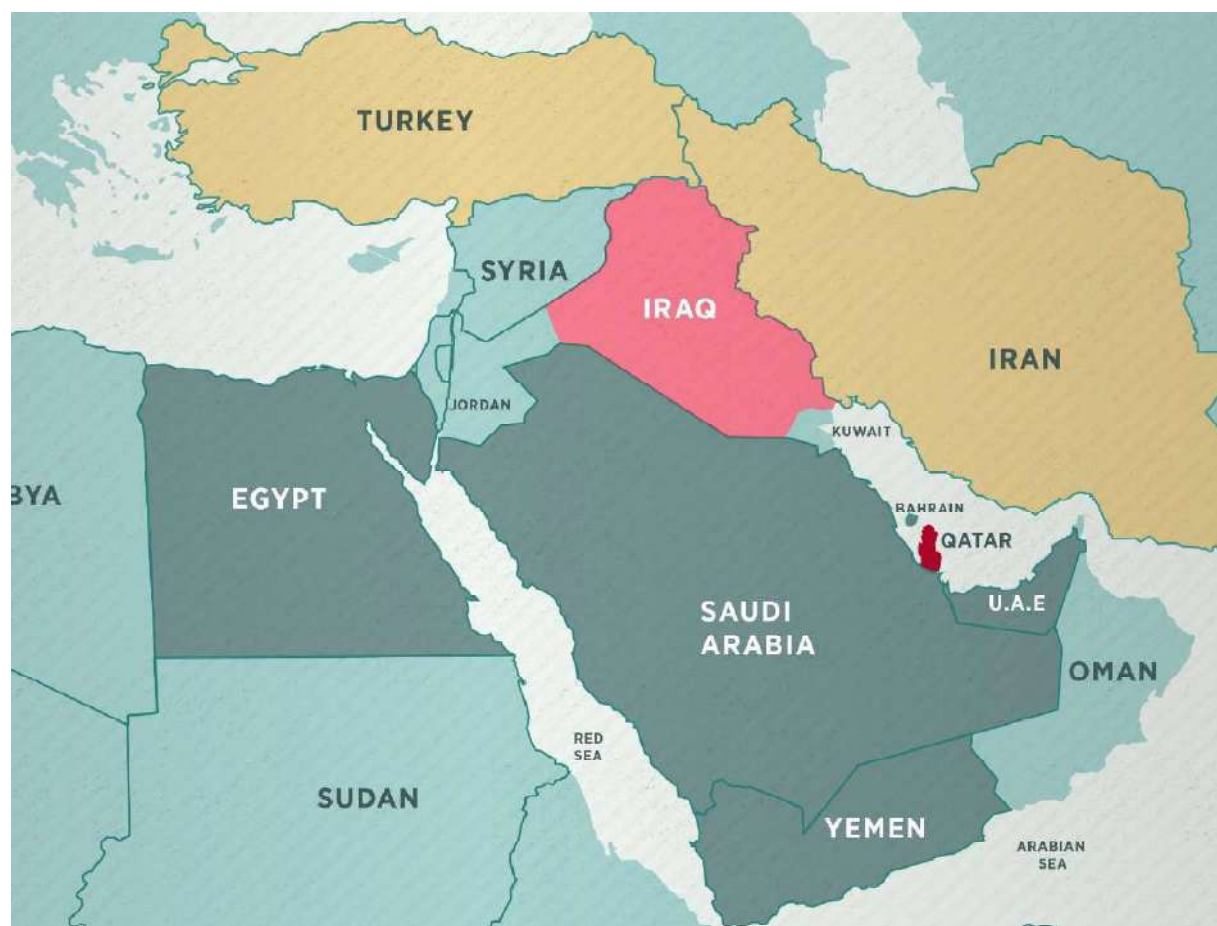 TURKEY
SYRIA
IRAQ
IRAN
JORDAN
KUWAIT
BYA
EGYPT
BAHRAIN
QATAR
U.A.E
SAUDI
ARABIA
OMAN
RED
SEA
SUDAN
YEMEN
ARABIAN
SEA